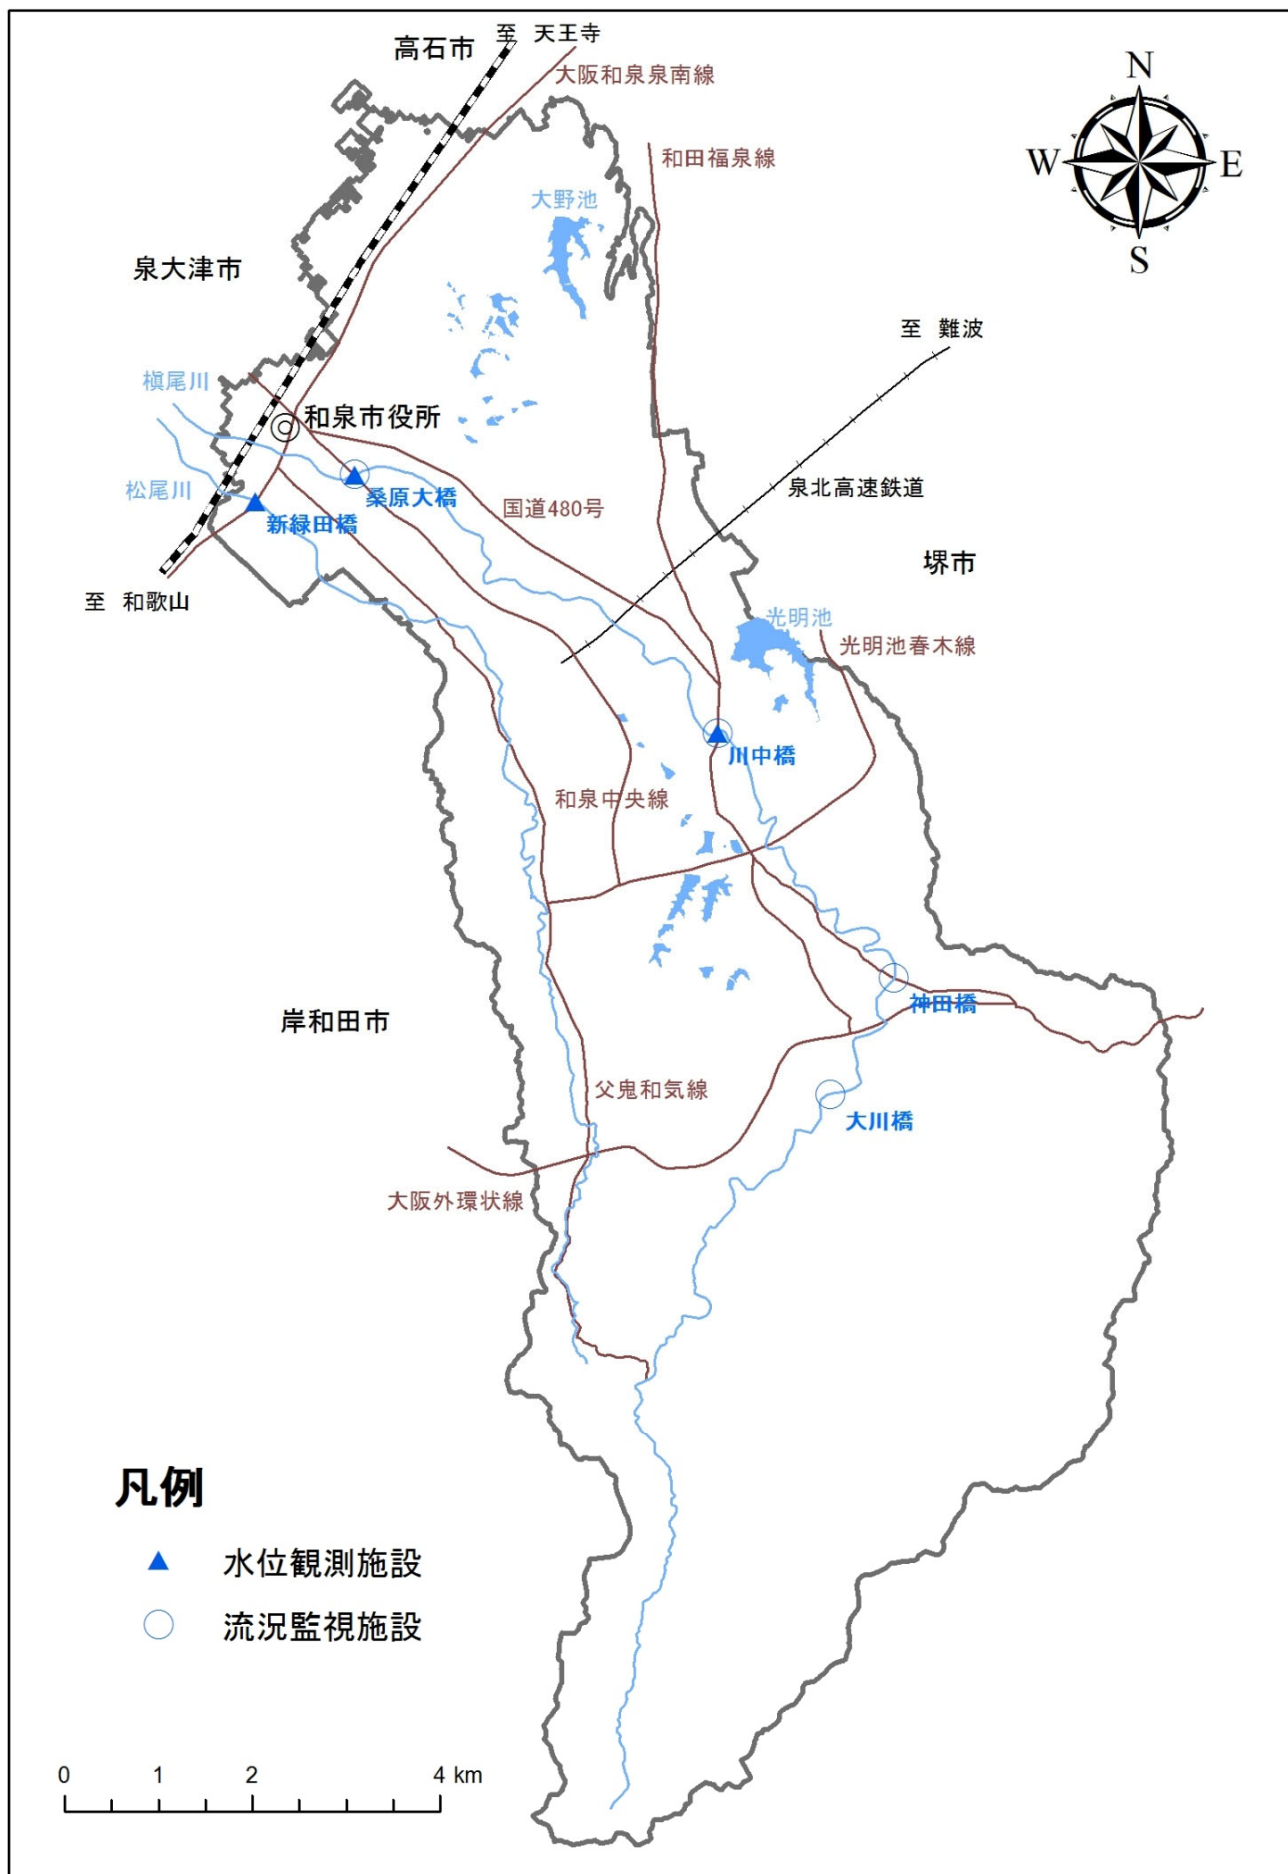 高石市
至 天王寺
大阪和泉泉南線
N
W
E
S
和田福泉線
大野池
泉大津市
至 難波
槇尾川
和泉市役所
松尾川
桑原大橋
新緑田橋
国道480号
泉北高速鉄道
堺市
至 和歌山
光明池
光明池春木線
川中橋
和泉中央線
神田橋
岸和田市
父鬼和気線
大川橋
大阪外環状線
凡例
水位観測施設
流況監視施設
0 1 2 4 km